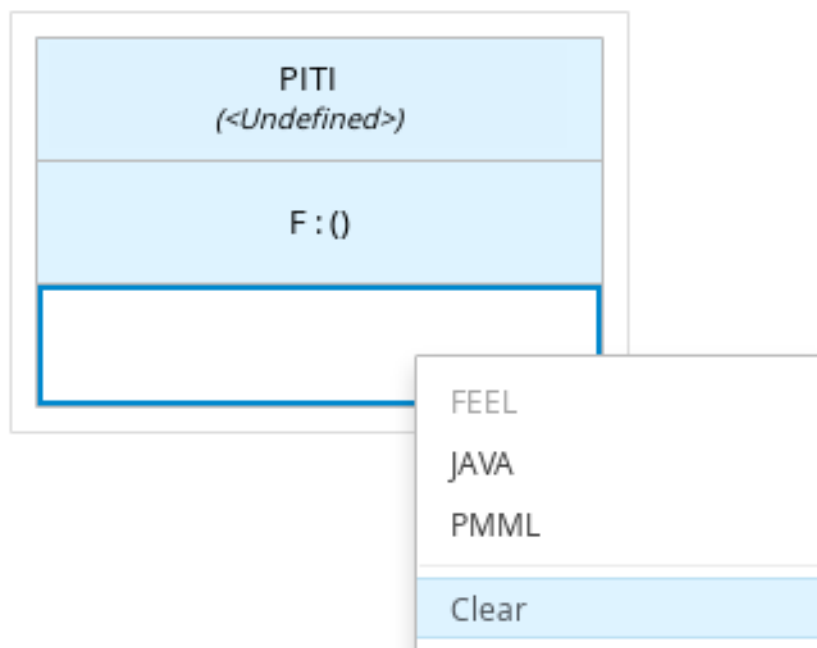 PITI
(<Undefined>)
F : ()
FEEL
JAVA
PMML
Clear